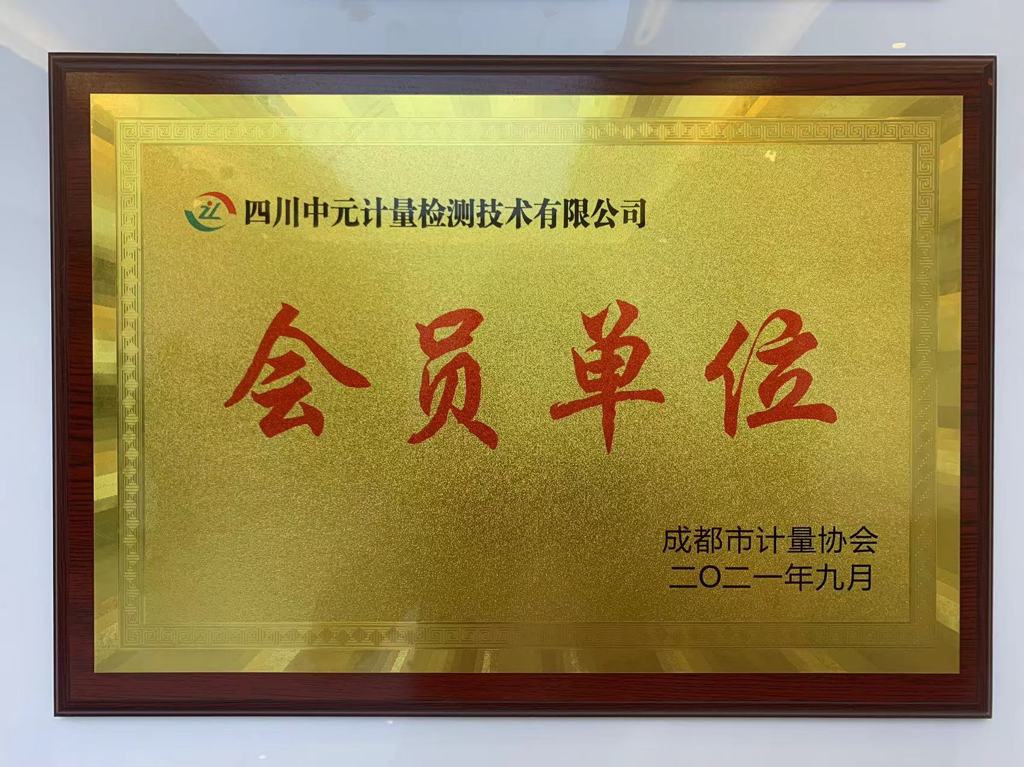 四川中元计量检测技术有限公司
会员单位
成都市计量协会
二〇二一年九月